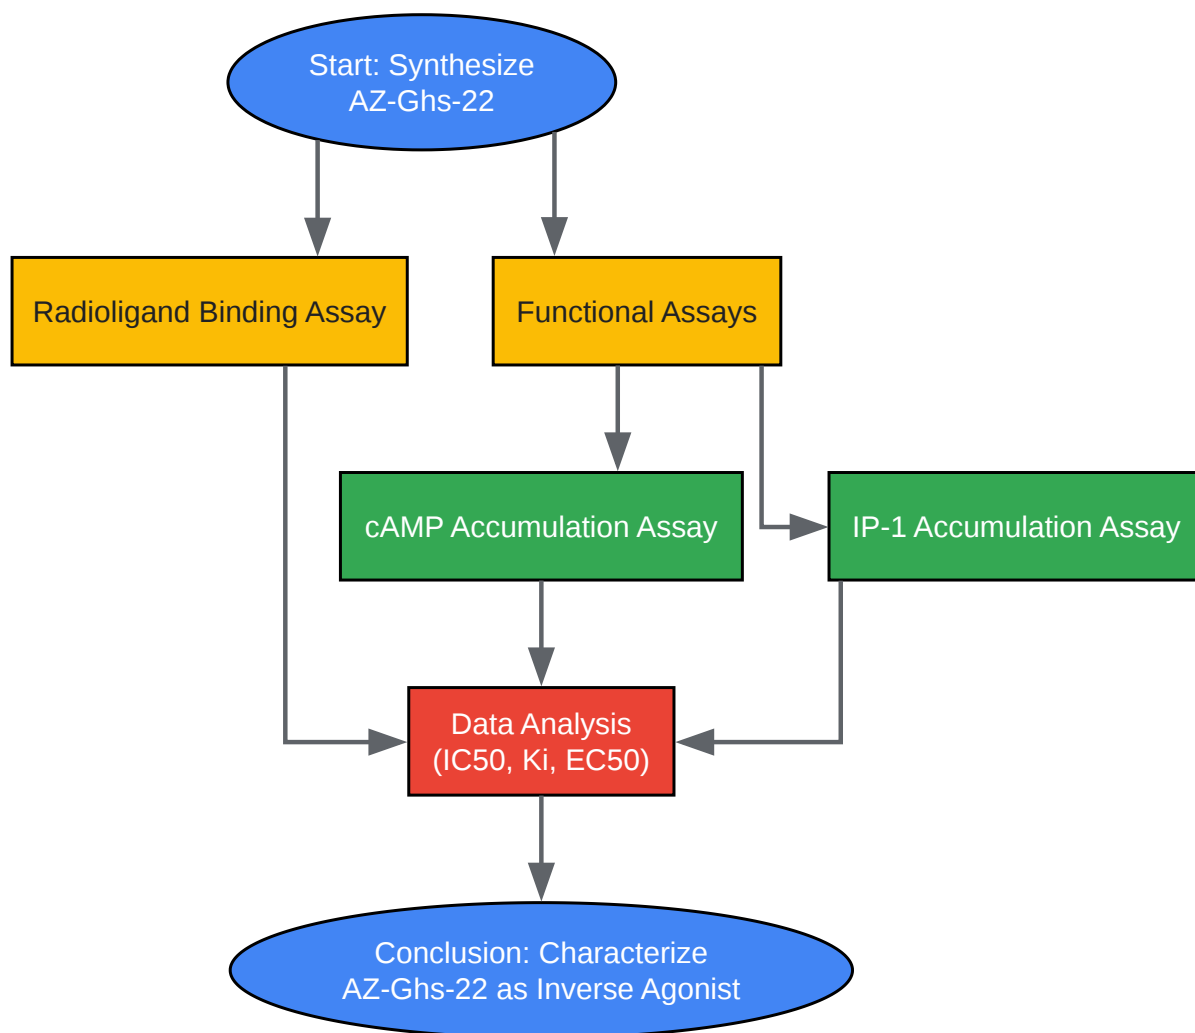 Start: Synthesize
AZ-Ghs-22
Radioligand Binding Assay
Functional Assays
cAMP Accumulation Assay
IP-1 Accumulation Assay
Data Analysis
(IC50, Ki, EC50)
Conclusion: Characterize
AZ-Ghs-22 as Inverse Agonist